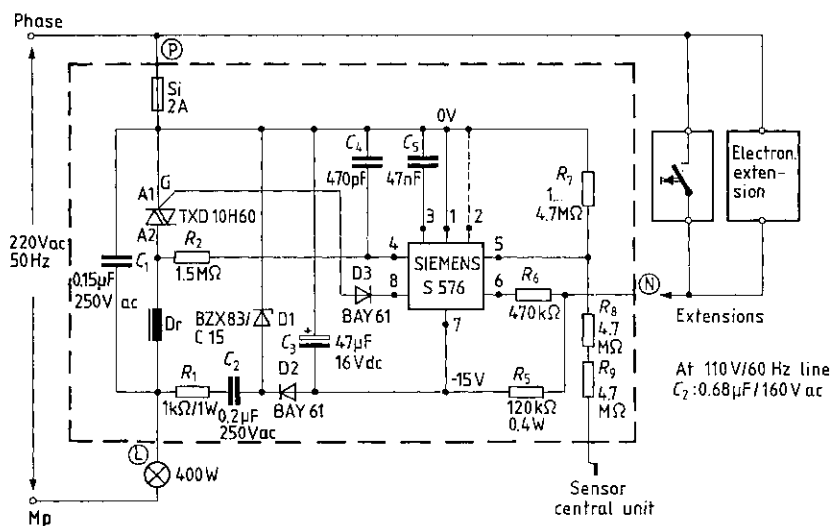 Phase
P
Si
2A
0V
C4
470pF
C5
47nF
R7
1...
4.7MΩ
Electron.
exten-
sion
G
A1
TXD 10H60
A2
3
1
2
220Vac
50Hz
C1
0.15µF
250V ac
R2
1.5MΩ
4
5
SIEMENS
S 576
8
6
D3
BAY 61
R6
470kΩ
N
Extensions
Dr
BZX83/
C 15
D1
7
C3
+
47µF
16Vdc
R8
4.7
MΩ
R1
1kΩ/1W
C2
0.2µF
250Vac
D2
BAY61
-15V
R5
120kΩ
0.4W
R9
4.7
MΩ
At 110V/60 Hz line
C2:0.68µF/160V ac
L
400W
Mp
Sensor
central unit